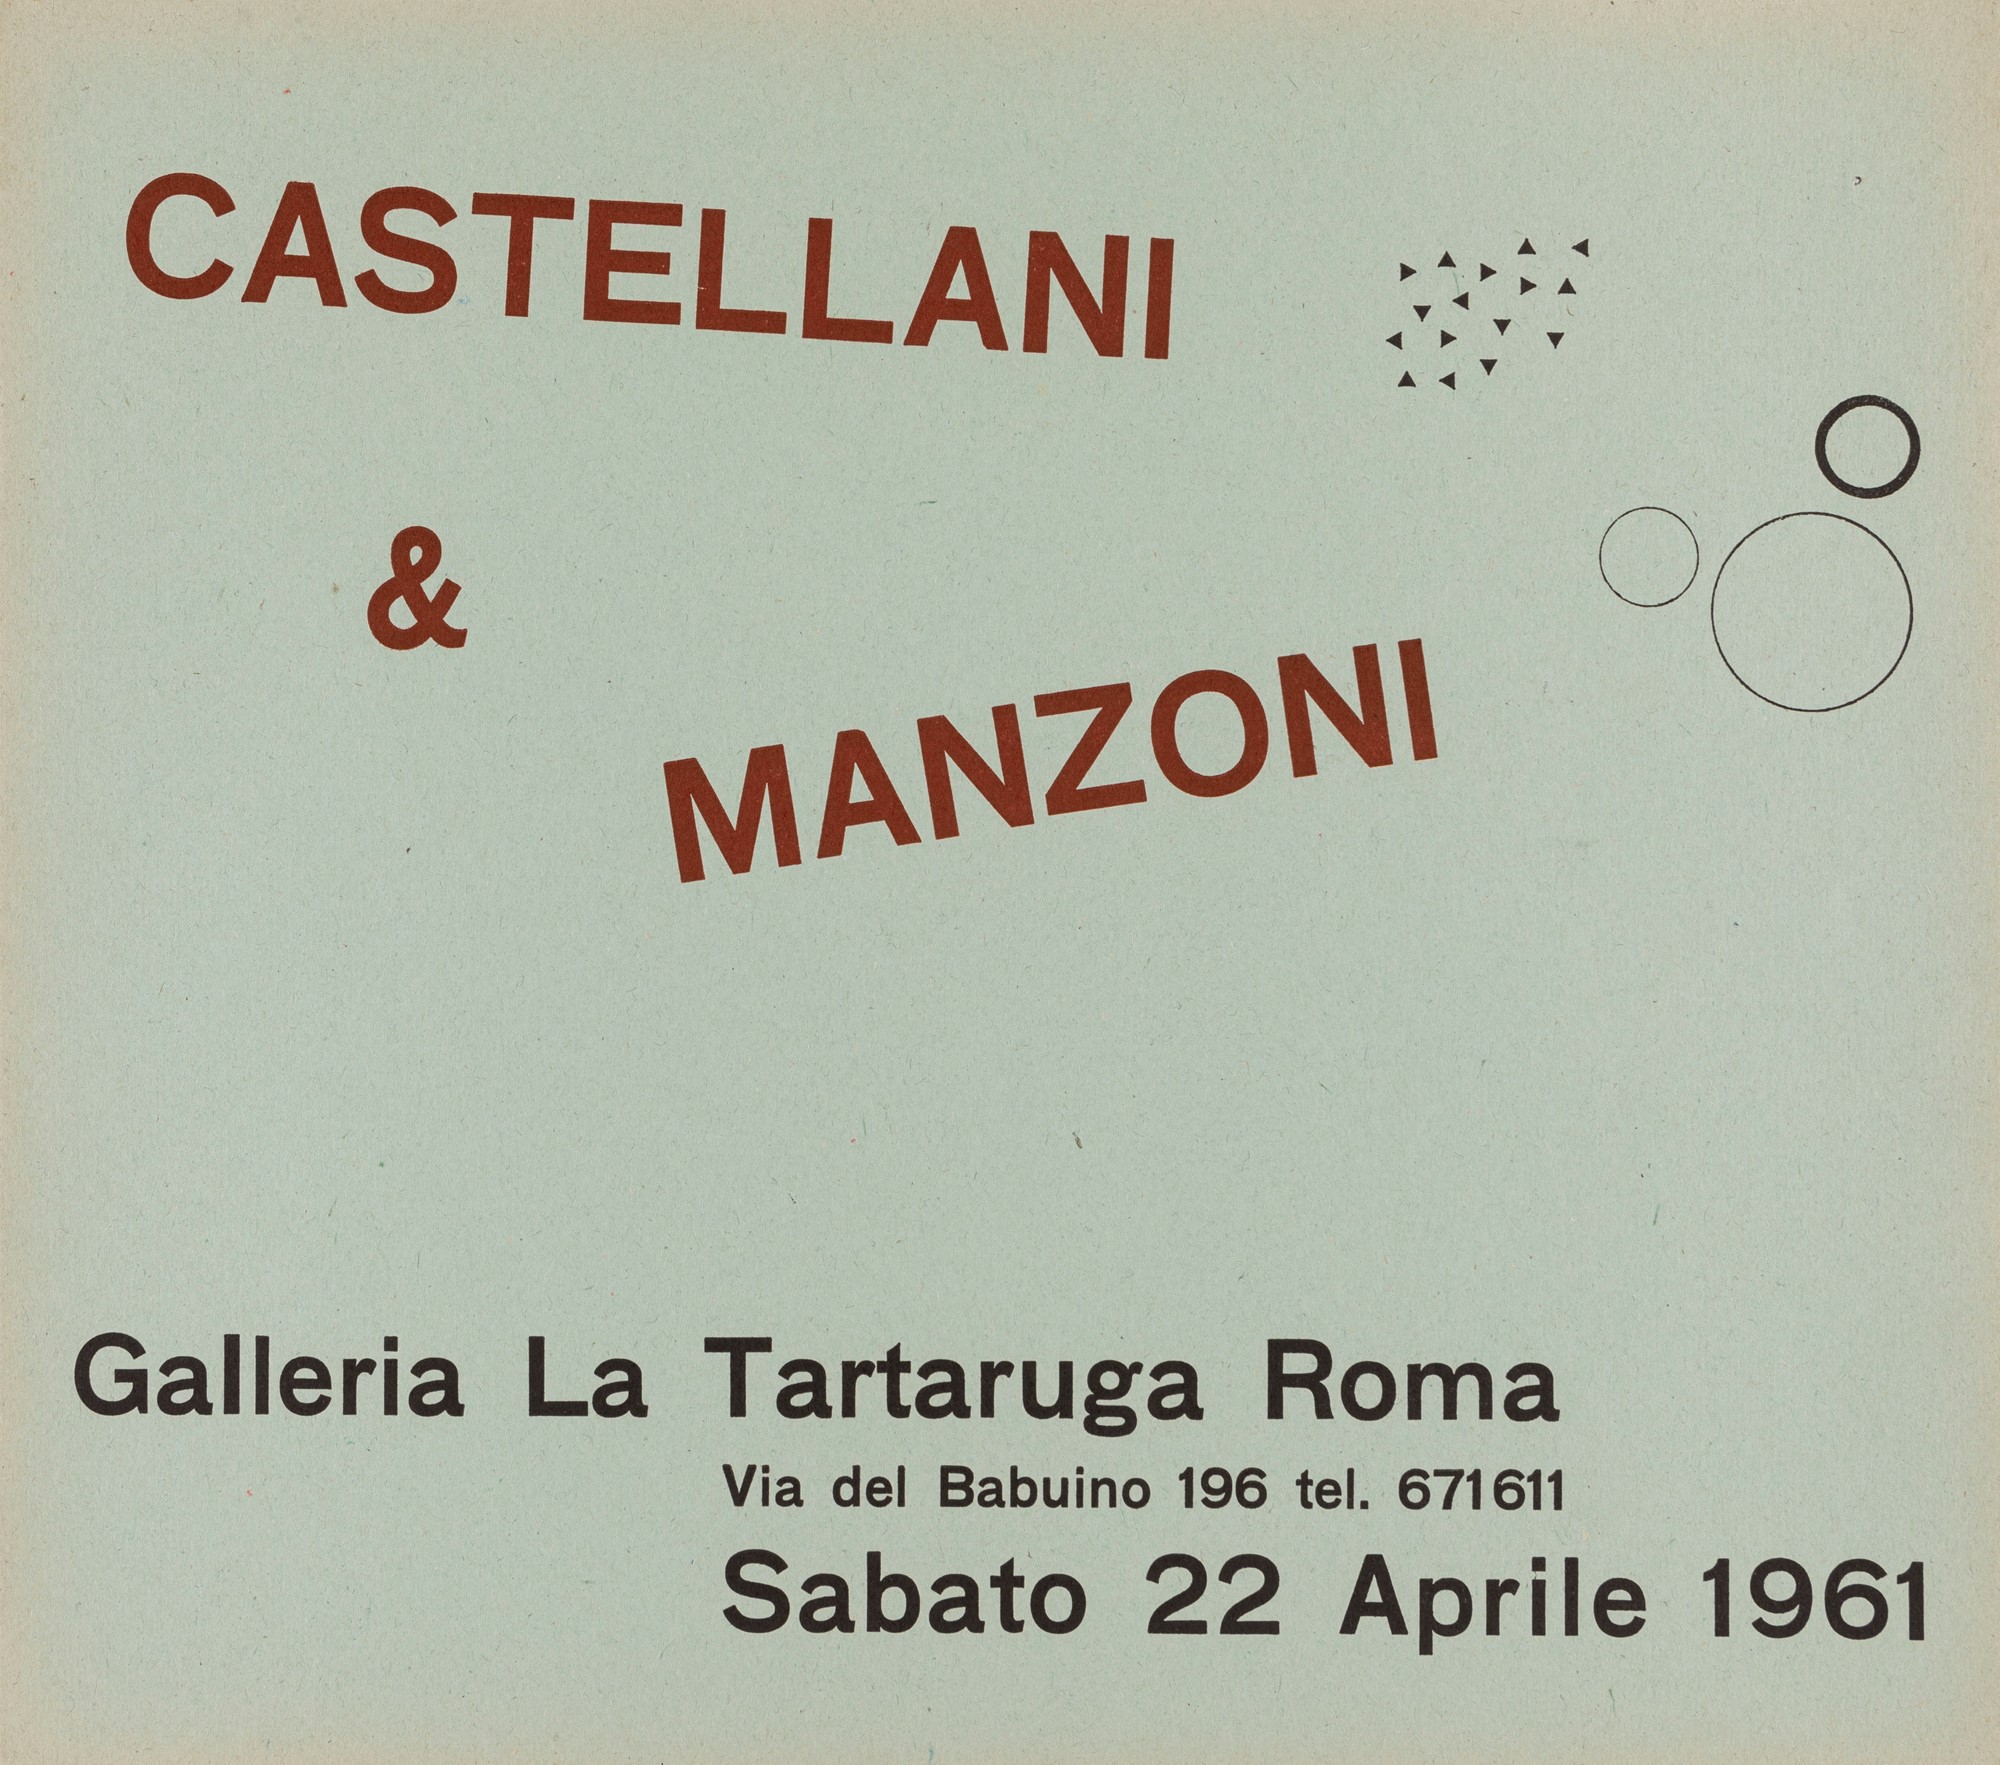 CASTELLANI
&
MANZONI
Galleria La Tartaruga Roma
Via del Babuino 196 tel. 671611
Sabato 22 Aprile 1961